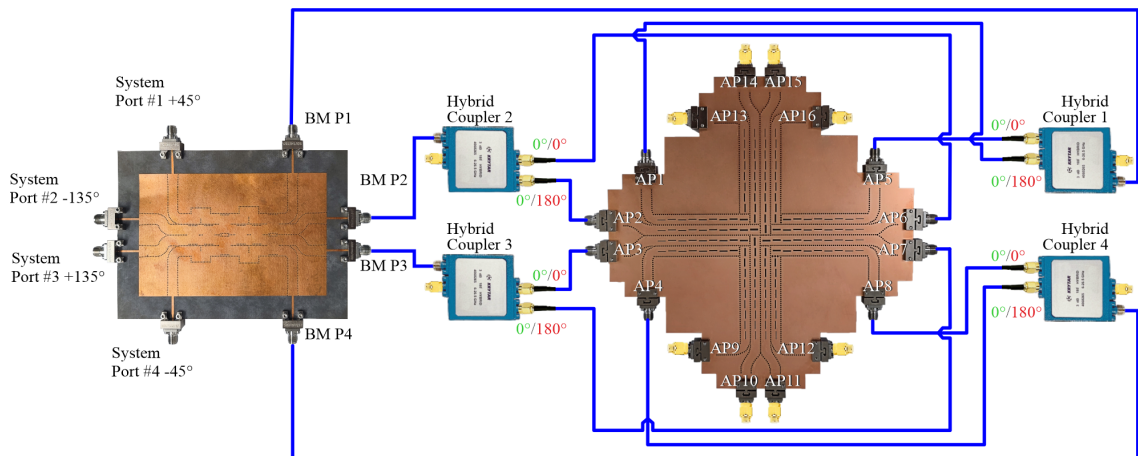 System
Port #1 +45°
BM P1
Hybrid
Coupler 2
0°/0°
0°/180°
AP14
AP15
AP13
AP16
Hybrid
Coupler 1
0°/0°
0°/180°
System
Port #2 -135°
BM P2
AP1
AP5
AP2
AP6
System
Port #3 +135°
BM P3
Hybrid
Coupler 3
0°/0°
0°/180°
AP3
AP7
AP4
AP8
Hybrid
Coupler 4
0°/0°
0°/180°
System
Port #4 -45°
BM P4
AP9
AP12
AP10
AP11